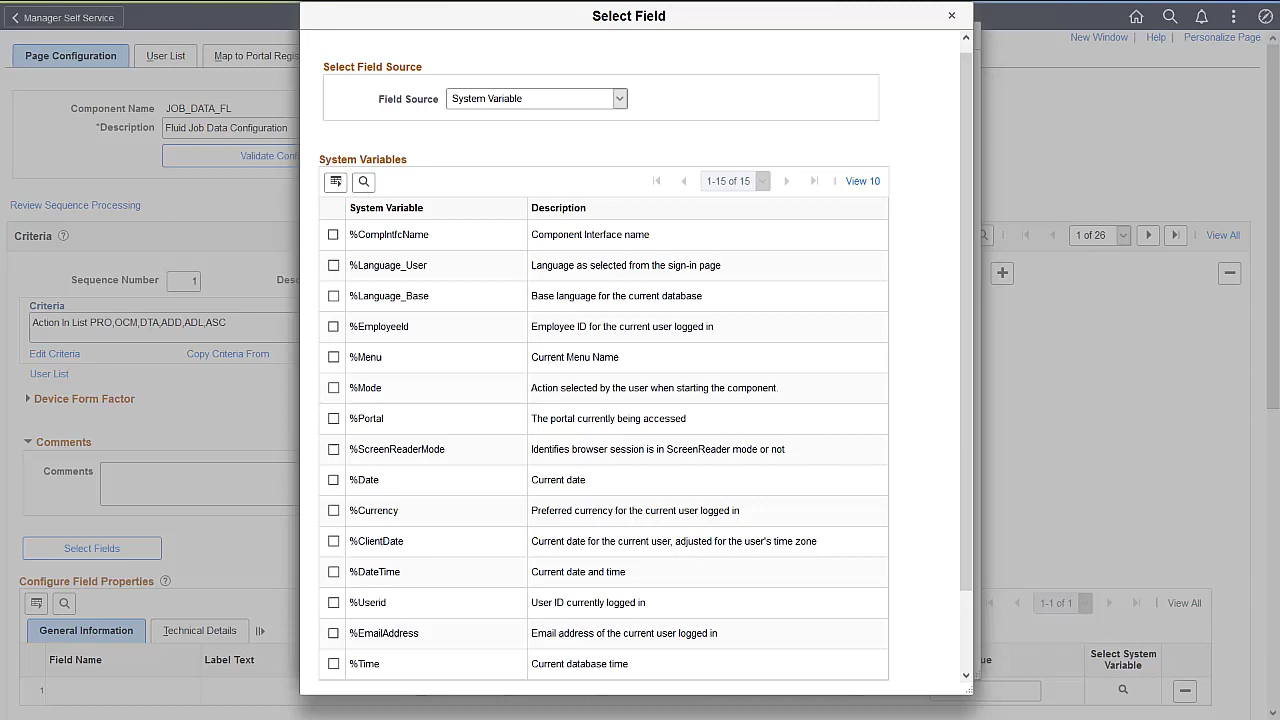 Manager Self Service
Select Field
New Window | Help | Personalize Page
Page Configuration
User List
Map to Portal Regis
Select Field Source
Field Source System Variable
Component Name JOB_DATA_FL
*Description Fluid Job Data Configuration
Validate Conf
Review Sequence Processing
System Variables
1-15 of 15
View 10
System Variable Description
%CompIntfcName Component Interface name
%Language_User Language as selected from the sign-in page
%Language_Base Base language for the current database
%EmployeeId Employee ID for the current user logged in
%Menu Current Menu Name
%Mode Action selected by the user when starting the component.
%Portal The portal currently being accessed
%ScreenReaderMode Identifies browser session is in ScreenReader mode or not
%Date Current date
%Currency Preferred currency for the current user logged in
%ClientDate Current date for the current user, adjusted for the user's time zone
%DateTime Current date and time
%Userid User ID currently logged in
%EmailAddress Email address of the current user logged in
%Time Current database time
Criteria
1 of 26
View All
Sequence Number 1
Desc
Criteria
Action In List PRO,OCM,DTA,ADD,ADL,ASC
Edit Criteria
Copy Criteria From
User List
Device Form Factor
Comments
Comments
Select Fields
Configure Field Properties
1-1 of 1
View All
General Information
Technical Details
Field Name
Label Text
ue
Select System
Variable
1